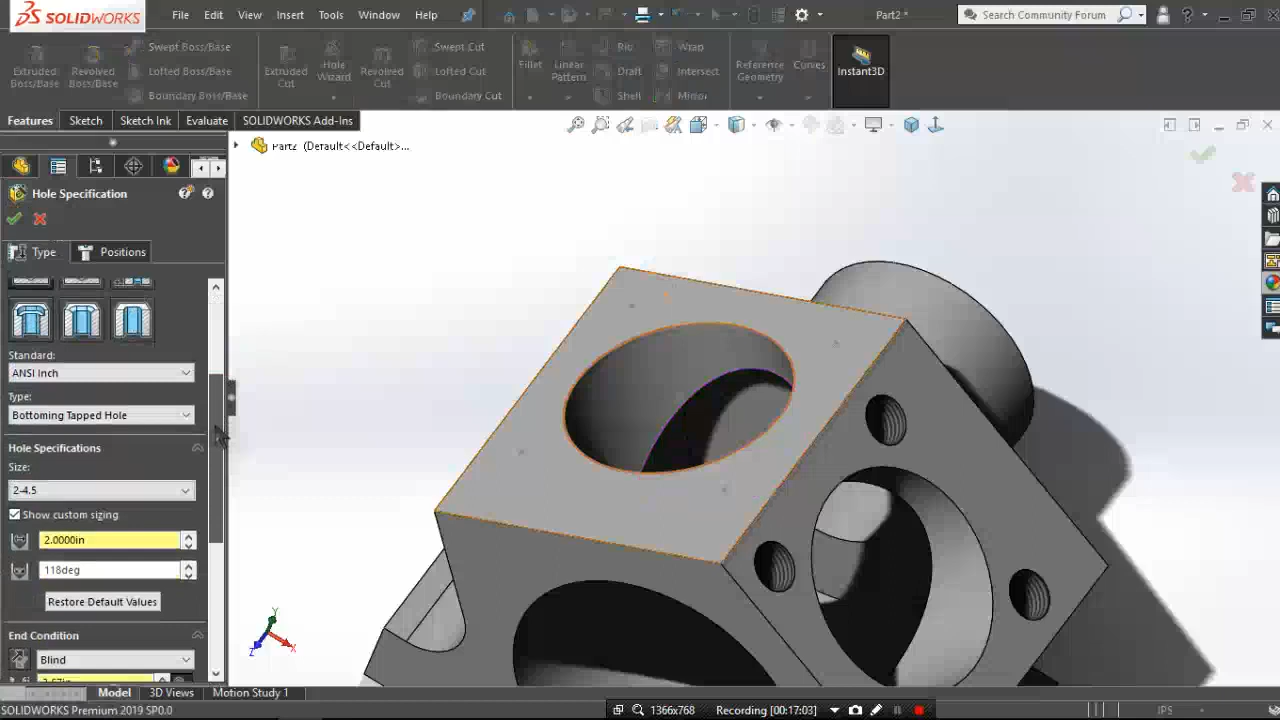 SOLIDWORKS File Edit View Insert Tools Window Help Part2 * Search Community Forum
Extruded Boss/Base
Revolved Boss/Base
Swept Boss/Base
Lofted Boss/Base
Boundary Boss/Base
Extruded Cut
Hole Wizard
Revolved Cut
Swept Cut
Lofted Cut
Boundary Cut
Fillet
Linear Pattern
Rib
Draft
Shell
Wrap
Intersect
Mirror
Reference Geometry
Curves
Instant3D
Features Sketch Sketch Ink Evaluate SOLIDWORKS Add-Ins
Part2 (Default<<Default>...
Hole Specification
Type Positions
Standard:
ANSI Inch
Type:
Bottoming Tapped Hole
Hole Specifications
Size:
2-4.5
Show custom sizing
2.0000in
118deg
Restore Default Values
End Condition
Blind
Y
X
Z
Model 3D Views Motion Study 1
SOLIDWORKS Premium 2019 SP0.0 1366x768 Recording [00:17:03] IPS